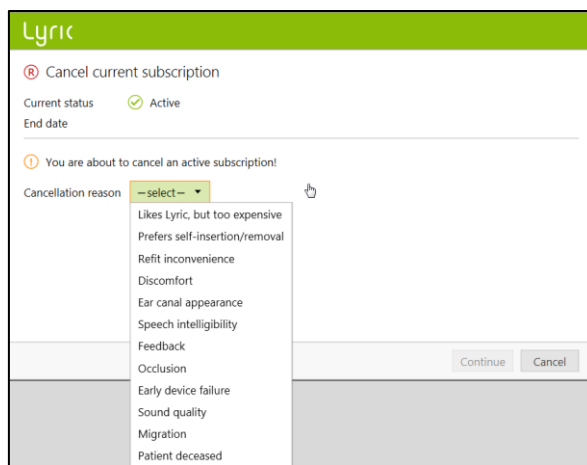 Lyric
R Cancel current subscription
Current status Active
End date
! You are about to cancel an active subscription!
Cancellation reason —select—
Likes Lyric, but too expensive
Prefers self-insertion/removal
Refit inconvenience
Discomfort
Ear canal appearance
Speech intelligibility
Feedback
Occlusion
Early device failure
Sound quality
Migration
Patient deceased
Continue Cancel